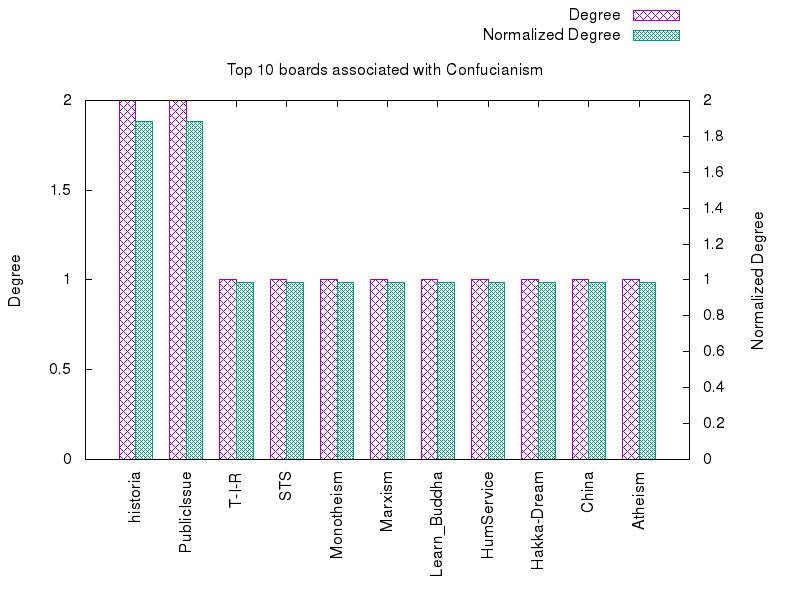 Degree
Normalized Degree
Top 10 boards associated with Confucianism
2
1.5
1
0.5
0
Degree
2
1.8
1.6
1.4
1.2
1
0.8
0.6
0.4
0.2
0
Normalized Degree
historia
PublicIssue
T-I-R
STS
Monotheism
Marxism
Learn_Buddha
HumService
Hakka-Dream
China
Atheism